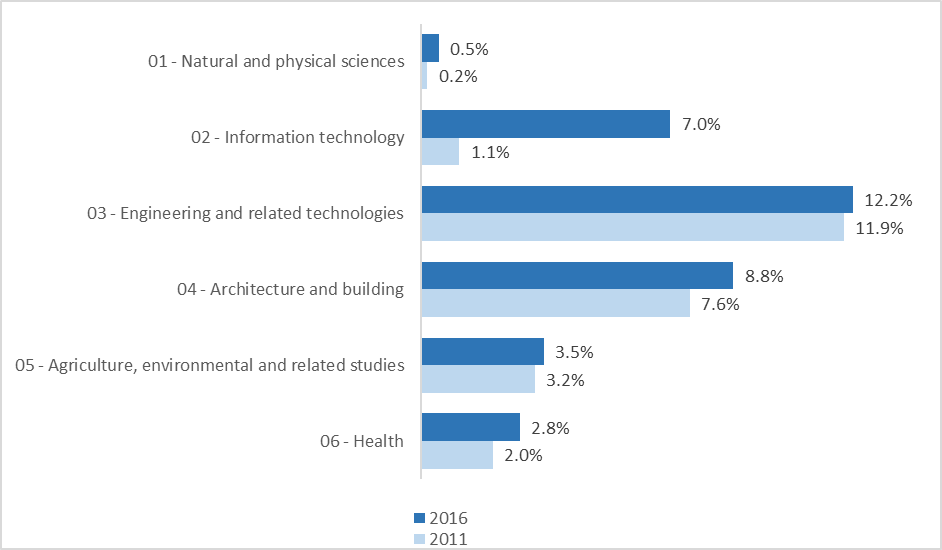 01 - Natural and physical sciences
0.5%
0.2%
02 - Information technology
7.0%
1.1%
03 - Engineering and related technologies
12.2%
11.9%
04 - Architecture and building
8.8%
7.6%
05 - Agriculture, environmental and related studies
3.5%
3.2%
06 - Health
2.8%
2.0%
2016
2011